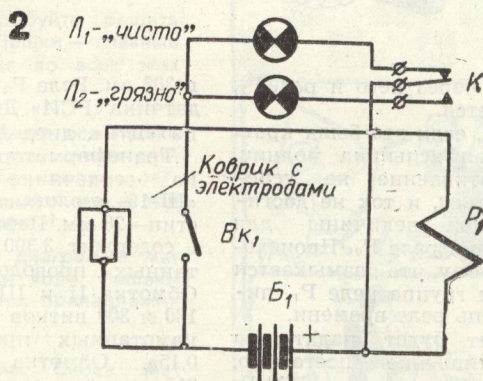 2
Л₁-„чисто"
Л₂-„грязно"
К
Коврик с
электродами
Вк₁
Р₁
Б₁
+